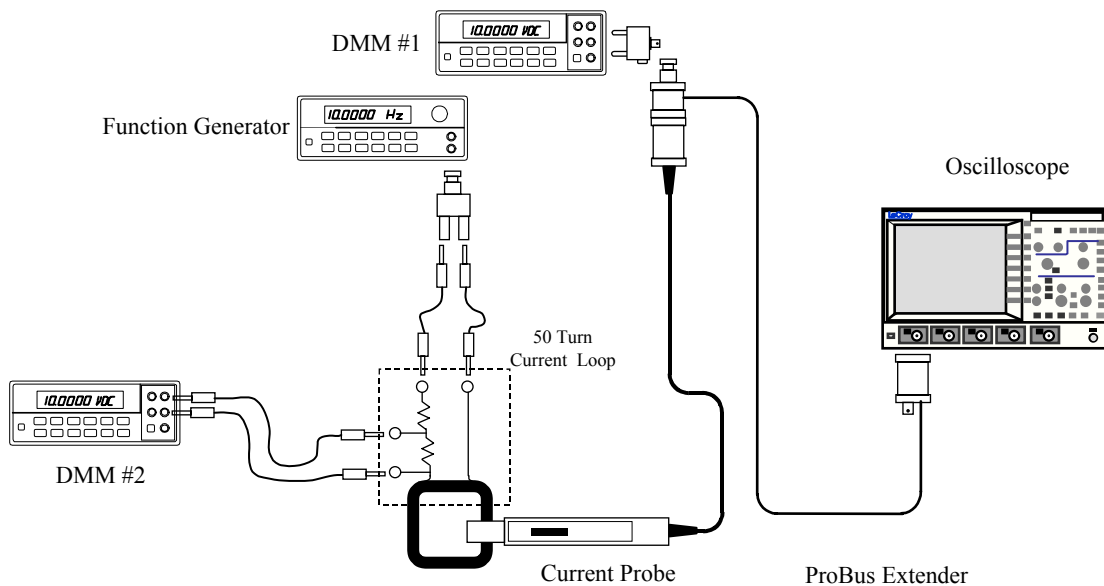 10.0000 VDC
DMM #1
10.0000 Hz
Function Generator
Oscilloscope
LeCroy
50 Turn
Current Loop
10.0000 VDC
DMM #2
Current Probe
ProBus Extender